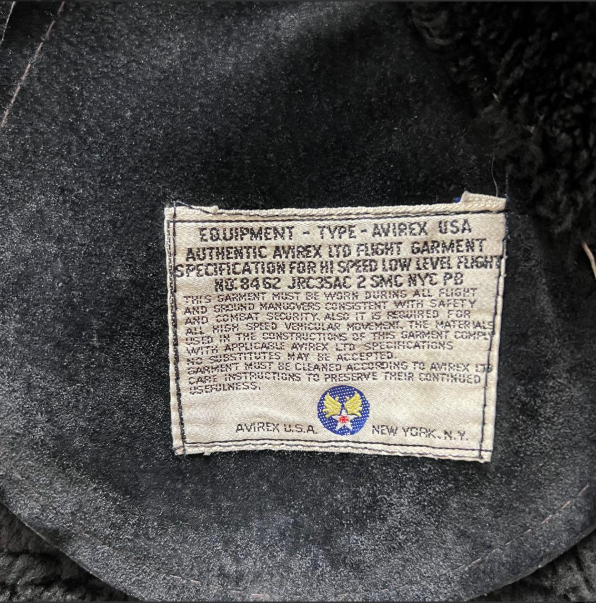 EQUIPMENT - TYPE - AVIREX USA
AUTHENTIC AVIREX LTD FLIGHT GARMENT
SPECIFICATION FOR HI SPEED LOW LEVEL FLIGHT
NO. 8462 JRC35AC 2 SMC NYC PB
THIS GARMENT MUST BE WORN DURING ALL FLIGHT
AND GROUND MANUOVERS CONSISTENT WITH SAFETY
AND COMBAT SECURITY. ALSO IT IS REQUIRED FOR
ALL HIGH SPEED VEHICULAR MOVEMENT. THE MATERIALS
USED IN THE CONSTRUCTIONS OF THIS GARMENT COMPLY
WITH APPLICABLE AVIREX LTD SPECIFICATIONS
NO SUBSTITUTES MAY BE ACCEPTED
GARMENT MUST BE CLEANED ACCORDING TO AVIREX LTD
CARE INSTRUCTIONS TO PRESERVE THEIR CONTINUED
USEFULNESS.
AVIREX U.S.A. NEW YORK, N.Y.